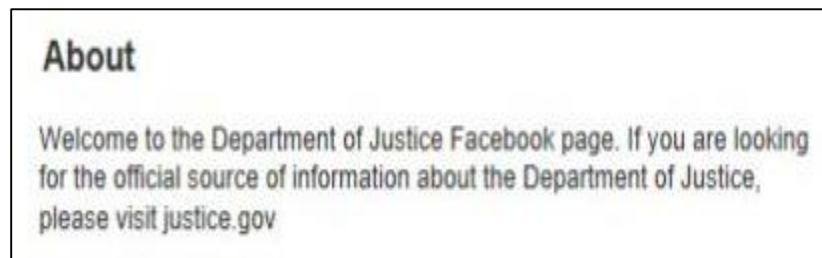 About
Welcome to the Department of Justice Facebook page. If you are looking
for the official source of information about the Department of Justice,
please visit justice.gov